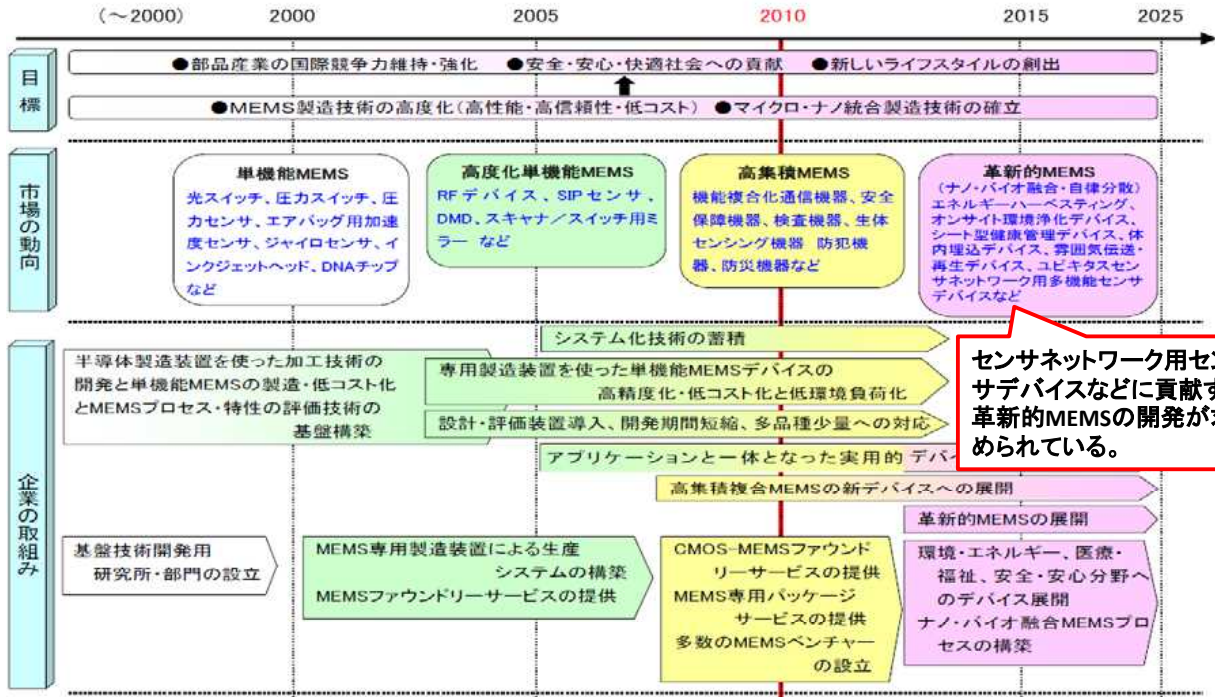 (～2000)
2000
2005
2010
2015
2025
目標
●部品産業の国際競争力維持・強化 ●安全・安心・快適社会への貢献 ●新しいライフスタイルの創出
●MEMS製造技術の高度化(高性能・高信頼性・低コスト) ●マイクロ・ナノ統合製造技術の確立
市場の動向
単機能MEMS
光スイッチ、圧力スイッチ、圧
力センサ、エアバッグ用加速
度センサ、ジャイロセンサ、イ
ンクジェットヘッド、DNAチップ
など
高度化単機能MEMS
RFデバイス、SIPセンサ、
DMD、スキャナ／スイッチ用ミ
ラー など
高集積MEMS
機能複合化通信機器、安全
保障機器、検査機器、生体
センシング機器 防犯機
器、防災機器など
革新的MEMS
(ナノ・バイオ融合・自律分散)
エネルギーハーベスティング、
オンサイト環境浄化デバイス、
シート型健康管理デバイス、体
内埋込デバイス、雰囲気伝送・
再生デバイス、ユビキタスセン
サネットワーク用多機能センサ
デバイスなど
企業の取組み
システム化技術の蓄積
半導体製造装置を使った加工技術の
開発と単機能MEMSの製造・低コスト化
とMEMSプロセス・特性の評価技術の
基盤構築
専用製造装置を使った単機能MEMSデバイスの
高精度化・低コスト化と低環境負荷化
設計・評価装置導入、開発期間短縮、多品種少量への対応
アプリケーションと一体となった実用的 デバイ
センサネットワーク用セン
サデバイスなどに貢献す
革新的MEMSの開発が求
められている。
高集積複合MEMSの新デバイスへの展開
革新的MEMSの展開
基盤技術開発用
研究所・部門の設立
MEMS専用製造装置による生産
システムの構築
MEMSファウンドリーサービスの提供
CMOS-MEMSファウンド
リーサービスの提供
MEMS専用パッケージ
サービスの提供
多数のMEMSベンチャー
の設立
環境・エネルギー、医療・
福祉、安全・安心分野へ
のデバイス展開
ナノ・バイオ融合MEMSプロ
セスの構築